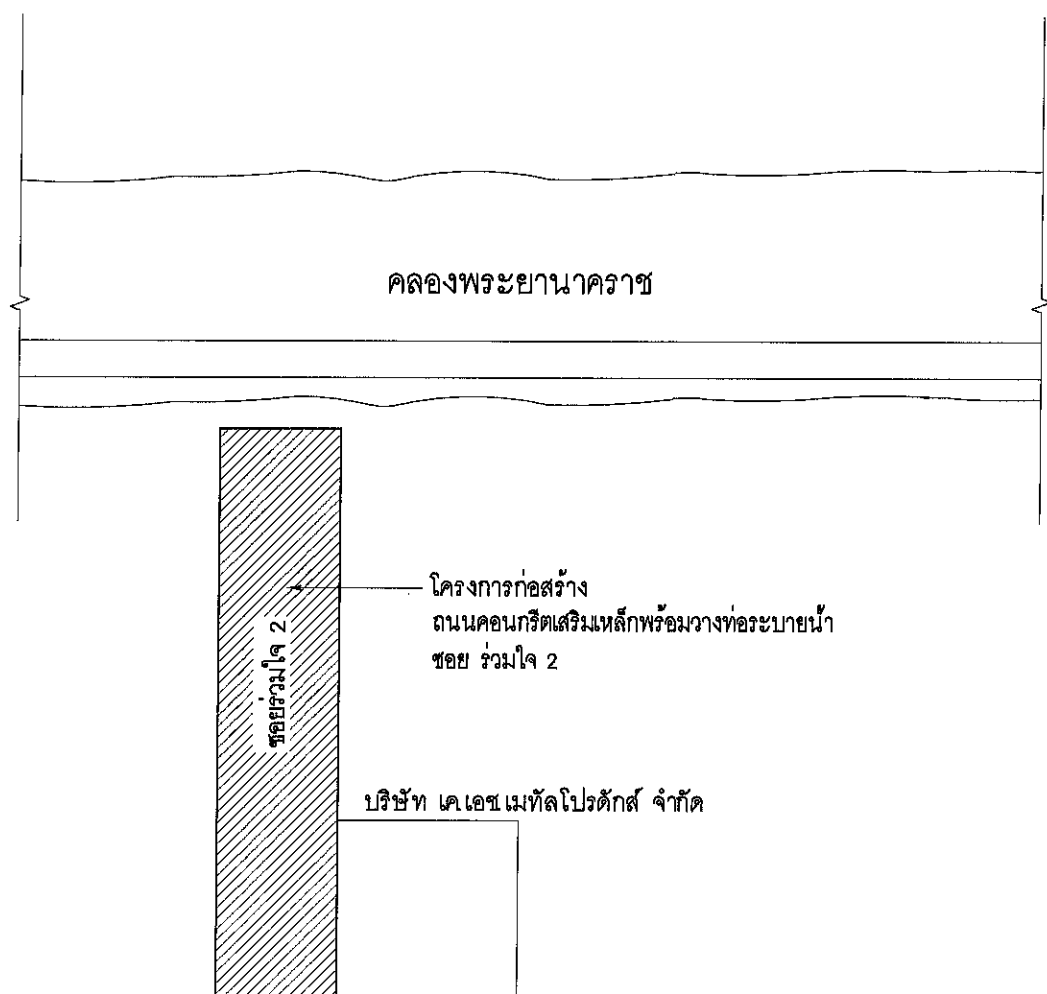 คลองพระยานาคราช
โครงการก่อสร้าง
ถนนคอนกรีตเสริมเหล็กพร้อมวางท่อระบายน้ำ
ซอย ร่วมใจ 2
ซอยร่วมใจ 2
บริษัท เค.เอช.เมทัลโปรดักส์ จำกัด